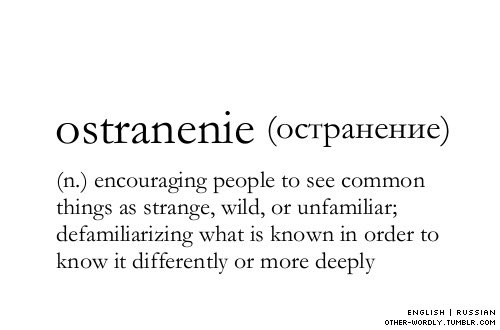 ostranenie (остранение)
(n.) encouraging people to see common
things as strange, wild, or unfamiliar;
defamiliarizing what is known in order to
know it differently or more deeply
ENGLISH | RUSSIAN
OTHER-WORDLY.TUMBLR.COM